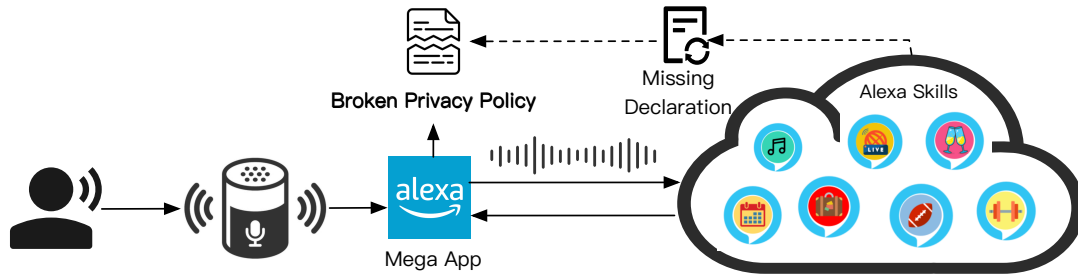 Missing
Declaration
Alexa Skills
Broken Privacy Policy
LIVE
alexa
Mega App